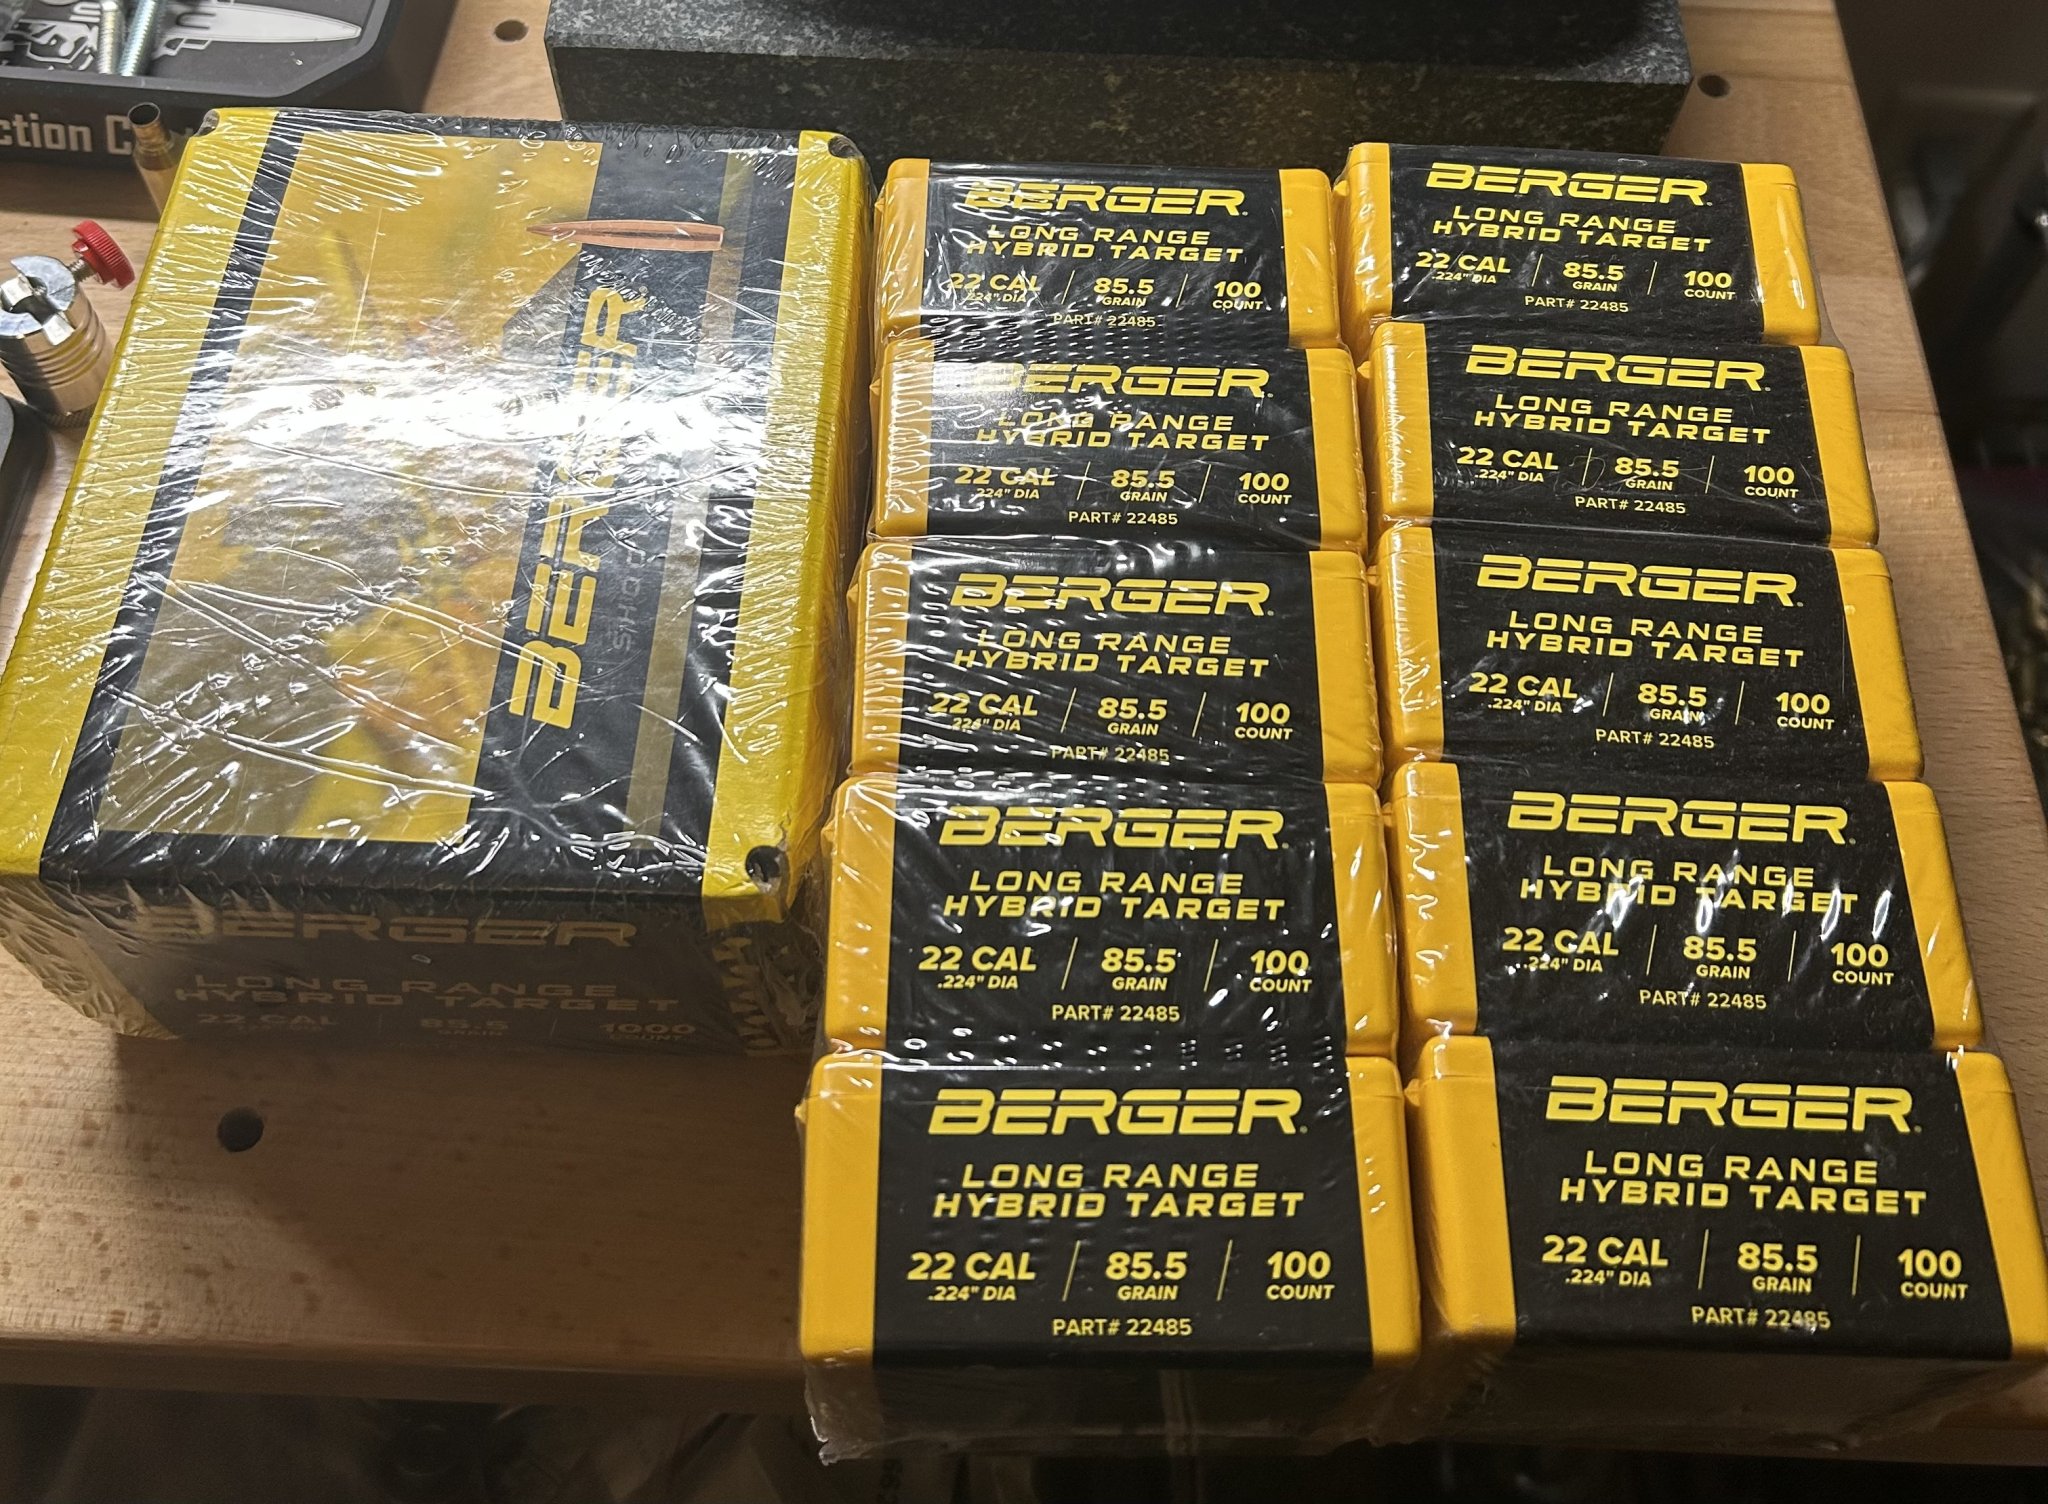 ction C
BERGER
SHOO
BERGER
LONG RANGE
HYBRID TARGET
22 CAL 85.5 1000
GRAIN COUNT
BERGER
LONG RANGE
HYBRID TARGET
22 CAL 85.5 100
.224" DIA GRAIN COUNT
PART# 22485
BERGER
LONG RANGE
HYBRID TARGET
22 CAL 85.5 100
.224" DIA GRAIN COUNT
PART# 22485
BERGER
LONG RANGE
HYBRID TARGET
22 CAL 85.5 100
.224" DIA GRAIN COUNT
PART# 22485
BERGER
LONG RANGE
HYBRID TARGET
22 CAL 85.5 100
.224" DIA GRAIN COUNT
PART# 22485
BERGER
LONG RANGE
HYBRID TARGET
22 CAL 85.5 100
.224" DIA GRAIN COUNT
PART# 22485
BERGER
LONG RANGE
HYBRID TARGET
22 CAL 85.5 100
.224" DIA GRAIN COUNT
PART# 22485
BERGER
LONG RANGE
HYBRID TARGET
22 CAL 85.5 100
.224" DIA GRAIN COUNT
PART# 22485
BERGER
LONG RANGE
HYBRID TARGET
22 CAL 85.5 100
.224" DIA GRAIN COUNT
PART# 22485
BERGER
LONG RANGE
HYBRID TARGET
22 CAL 85.5 100
.224" DIA GRAIN COUNT
PART# 22485
BERGER
LONG RANGE
HYBRID TARGET
22 CAL 85.5 100
.224" DIA GRAIN COUNT
PART# 22485